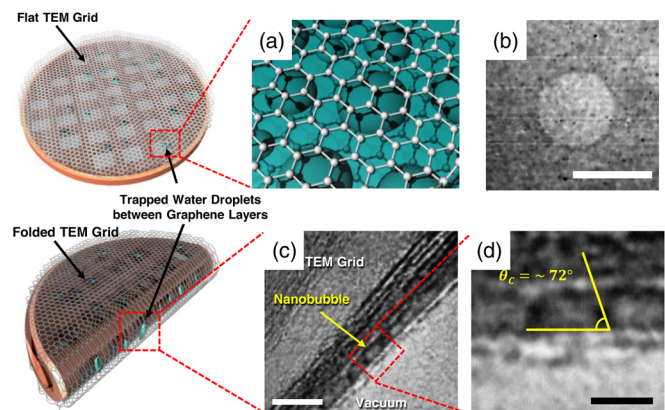 Flat TEM Grid
(a)
(b)
Trapped Water Droplets
between Graphene Layers
Folded TEM Grid
(c)
TEM Grid
Nanobubble
Vacuum
(d)
θC = ~ 72°